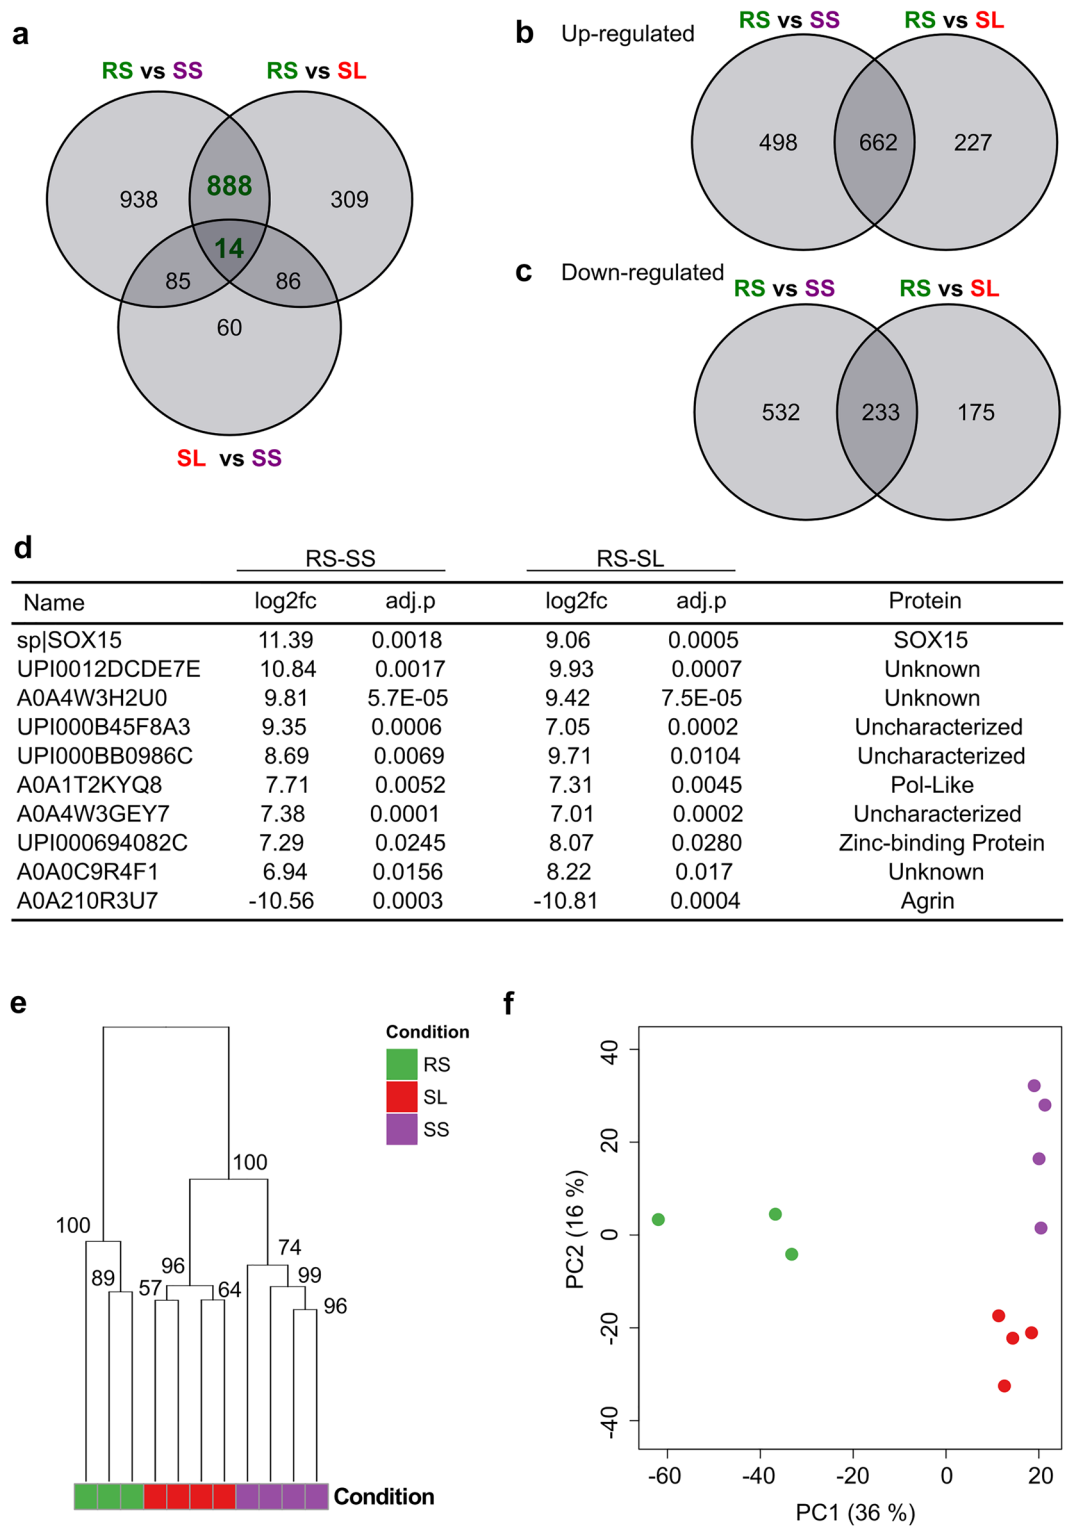 a
RS vs SS
RS vs SL
938
888
309
14
85
86
60
SL vs SS
b
Up-regulated
RS vs SS
RS vs SL
498
662
227
c
Down-regulated
RS vs SS
RS vs SL
532
233
175
d
RS-SS RS-SL
Name log2fc adj.p log2fc adj.p Protein
sp|SOX15 11.39 0.0018 9.06 0.0005 SOX15
UPI0012DCDE7E 10.84 0.0017 9.93 0.0007 Unknown
A0A4W3H2U0 9.81 5.7E-05 9.42 7.5E-05 Unknown
UPI000B45F8A3 9.35 0.0006 7.05 0.0002 Uncharacterized
UPI000BB0986C 8.69 0.0069 9.71 0.0104 Uncharacterized
A0A1T2KYQ8 7.71 0.0052 7.31 0.0045 Pol-Like
A0A4W3GEY7 7.38 0.0001 7.01 0.0002 Uncharacterized
UPI000694082C 7.29 0.0245 8.07 0.0280 Zinc-binding Protein
A0A0C9R4F1 6.94 0.0156 8.22 0.017 Unknown
A0A210R3U7 -10.56 0.0003 -10.81 0.0004 Agrin
e
Condition
RS
SL
SS
100
100
89
57
96
64
74
99
96
Condition
f
40
20
0
-20
-40
PC2 (16 %)
-60 -40 -20 0 20
PC1 (36 %)